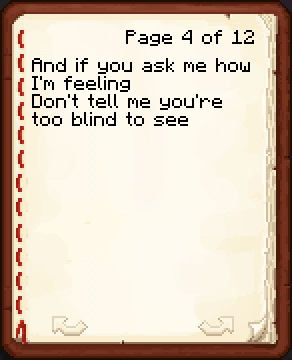 Page 4 of 12
And if you ask me how
I'm feeling
Don't tell me you're
too blind to see